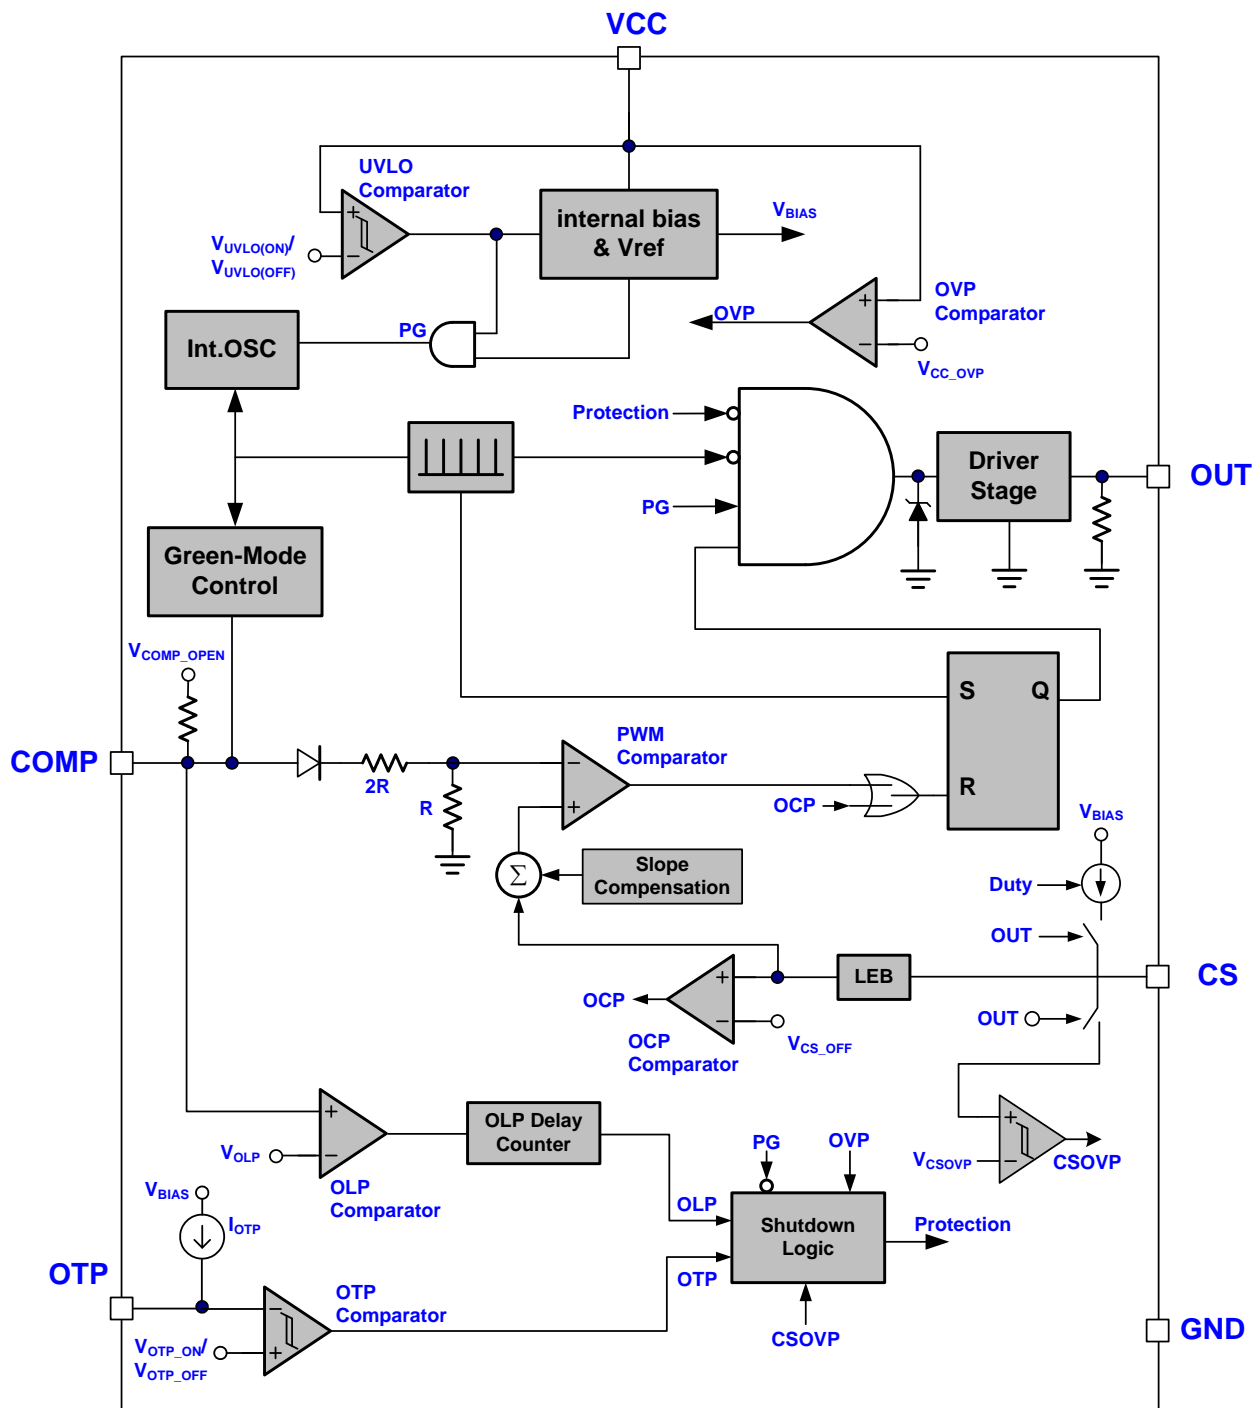 VCC
UVLO
Comparator
+
−
VUVLO(ON)/
VUVLO(OFF)
internal bias
& Vref
VBIAS
OVP
Comparator
+
−
OVP
VCC_OVP
PG
Int.OSC
Protection
PG
Driver
Stage
OUT
Green-Mode
Control
VCOMP_OPEN
S
Q
R
COMP
2R
R
PWM
Comparator
−
+
OCP
Σ
Slope
Compensation
VBIAS
Duty
OUT
OUT
LEB
CS
OCP
+
−
OCP
Comparator
VCS_OFF
+
−
VOLP
OLP
Comparator
OLP Delay
Counter
PG
OVP
+
−
VCSOVP
CSOVP
VBIAS
IOTP
OLP
OTP
Shutdown
Logic
Protection
CSOVP
OTP
−
+
OTP
Comparator
VOTP_ON/
VOTP_OFF
GND